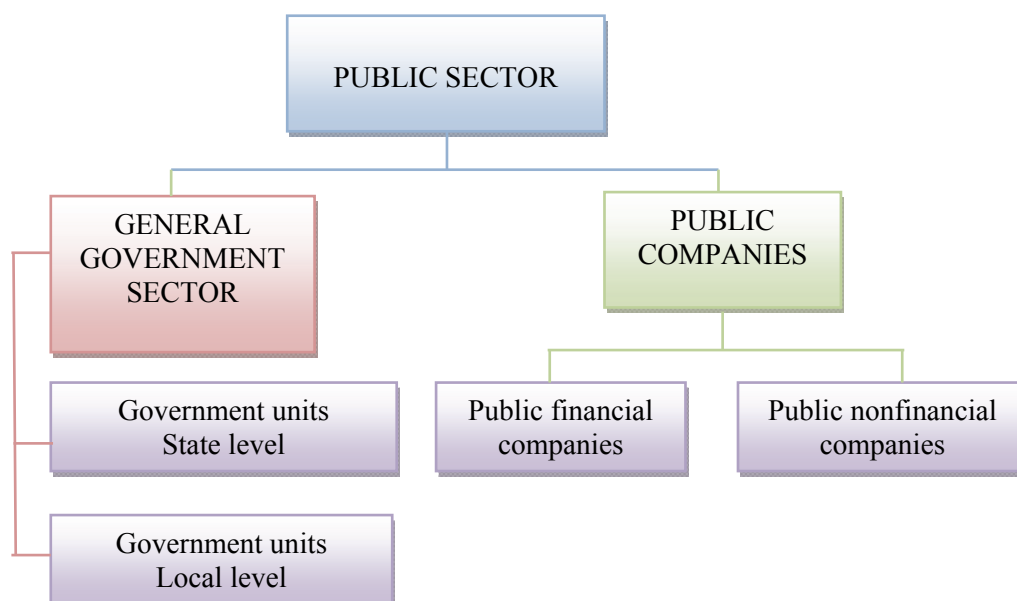 PUBLIC SECTOR
GENERAL
GOVERNMENT
SECTOR
PUBLIC
COMPANIES
Government units
State level
Public financial
companies
Public nonfinancial
companies
Government units
Local level